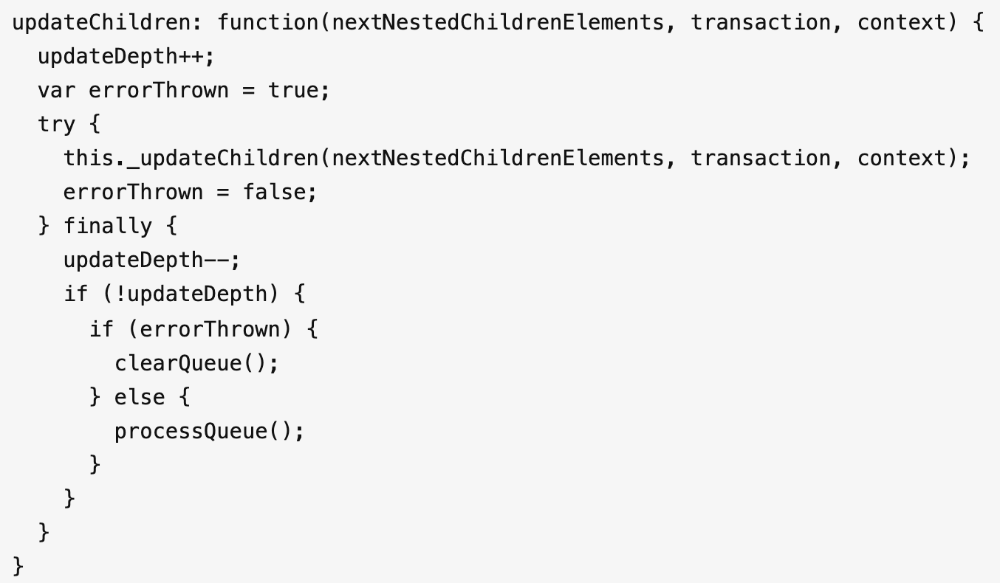 updateChildren: function(nextNestedChildrenElements, transaction, context) {
  updateDepth++;
  var errorThrown = true;
  try {
    this._updateChildren(nextNestedChildrenElements, transaction, context);
    errorThrown = false;
  } finally {
    updateDepth--;
    if (!updateDepth) {
      if (errorThrown) {
        clearQueue();
      } else {
        processQueue();
      }
    }
  }
}